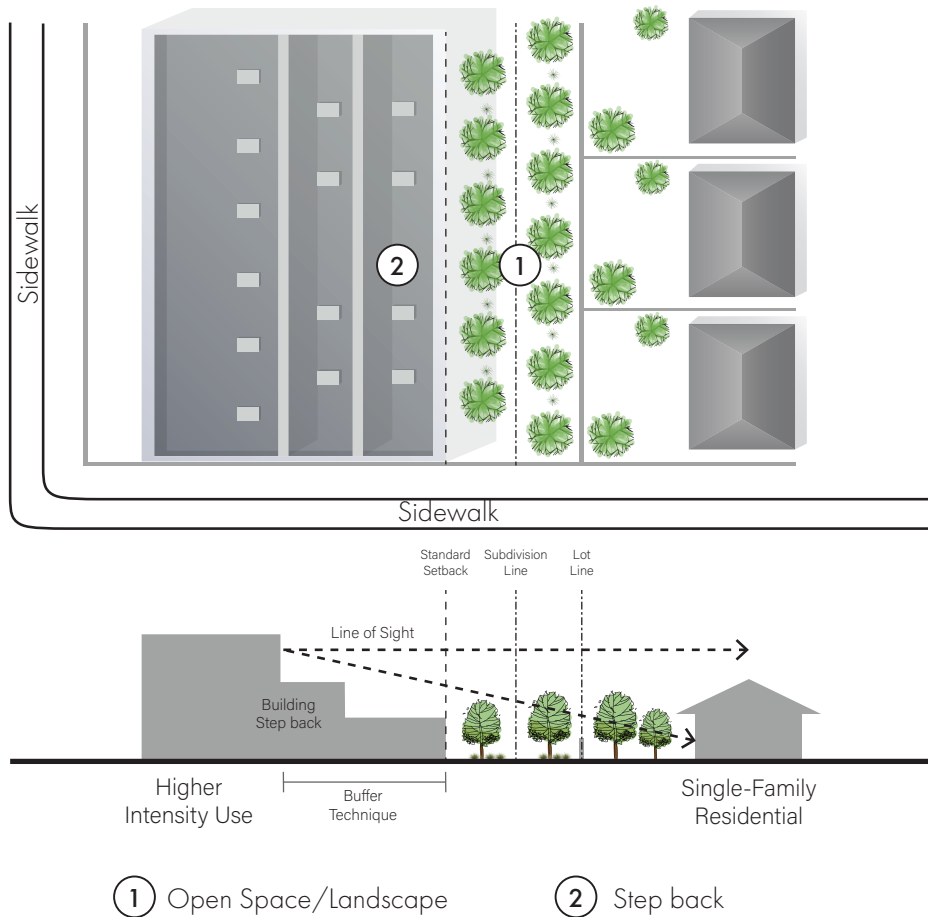 2
1
Sidewalk
Sidewalk
Standard
Setback
Subdivision
Line
Lot
Line
Line of Sight
Building
Step back
Higher
Intensity Use
Buffer
Technique
Single-Family
Residential
1 Open Space/Landscape
2 Step back